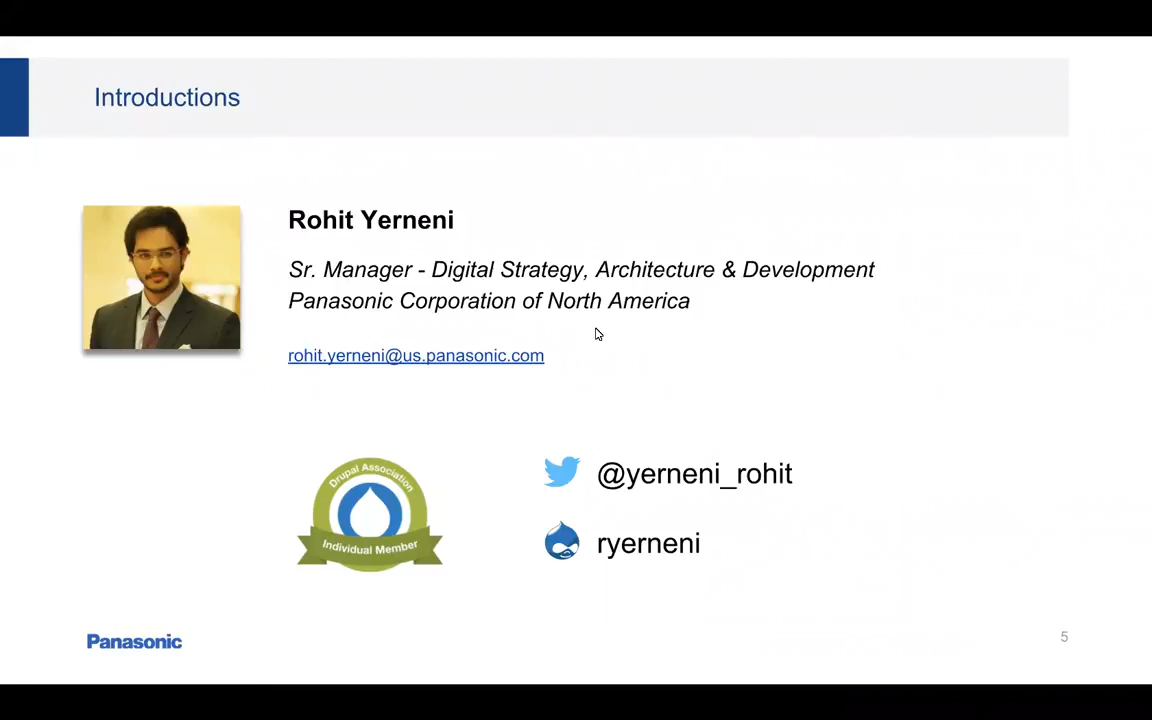 Introductions
Rohit Yerneni
Sr. Manager - Digital Strategy, Architecture & Development
Panasonic Corporation of North America
rohit.yerneni@us.panasonic.com
Drupal Association
Individual Member
@yerneni_rohit
ryerneni
Panasonic
5